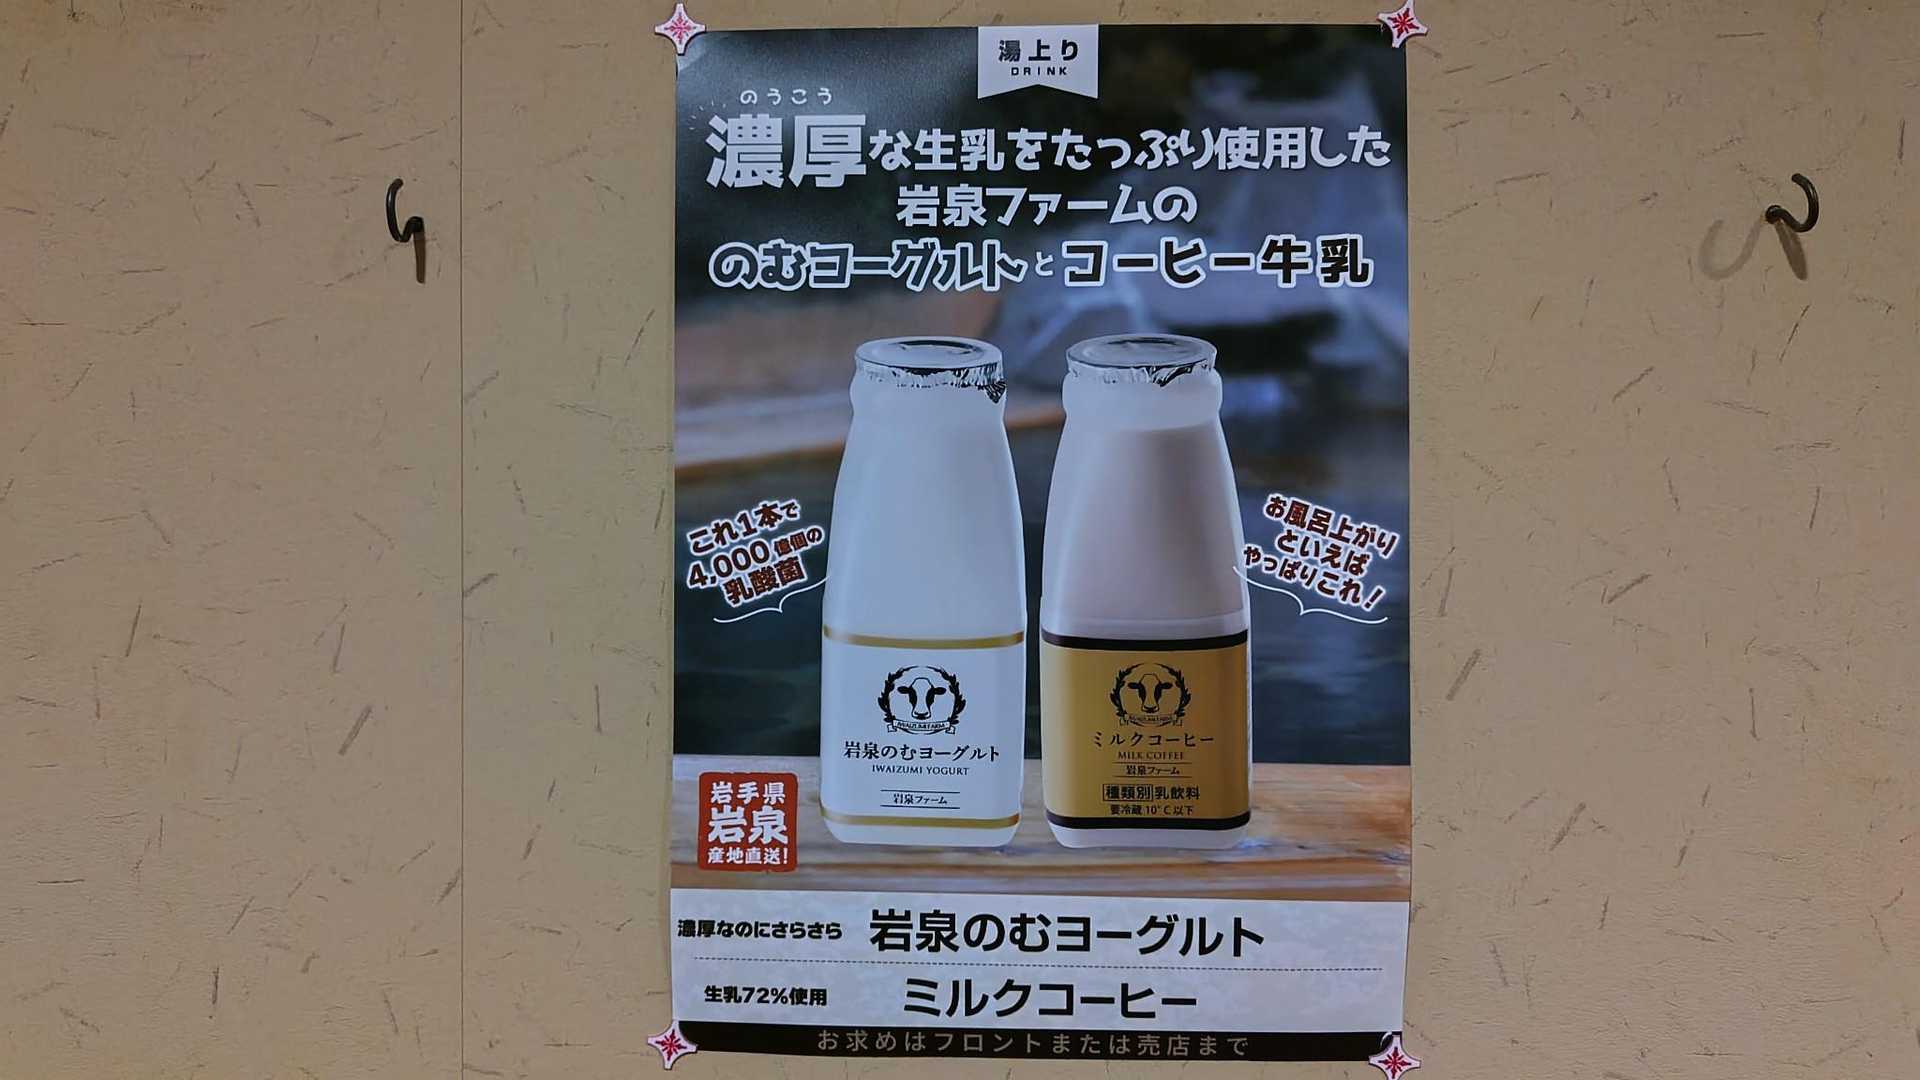 湯上り
DRINK
のうこう
濃厚な生乳をたっぷり使用した
岩泉ファームの
のむヨーグルトとコーヒー牛乳
これ1本で
4,000億個の
乳酸菌
お風呂上がり
といえば
やっぱりこれ!
IWAIZUMI FARM
岩泉のむヨーグルト
IWAIZUMI YOGURT
岩泉ファーム
IWAIZUMI FARM
ミルクコーヒー
MILK COFFEE
岩泉ファーム
種類別 乳飲料
要冷蔵10°C以下
岩手県
岩泉
産地直送!
濃厚なのにさらさら 岩泉のむヨーグルト
生乳72%使用 ミルクコーヒー
お求めはフロントまたは売店まで